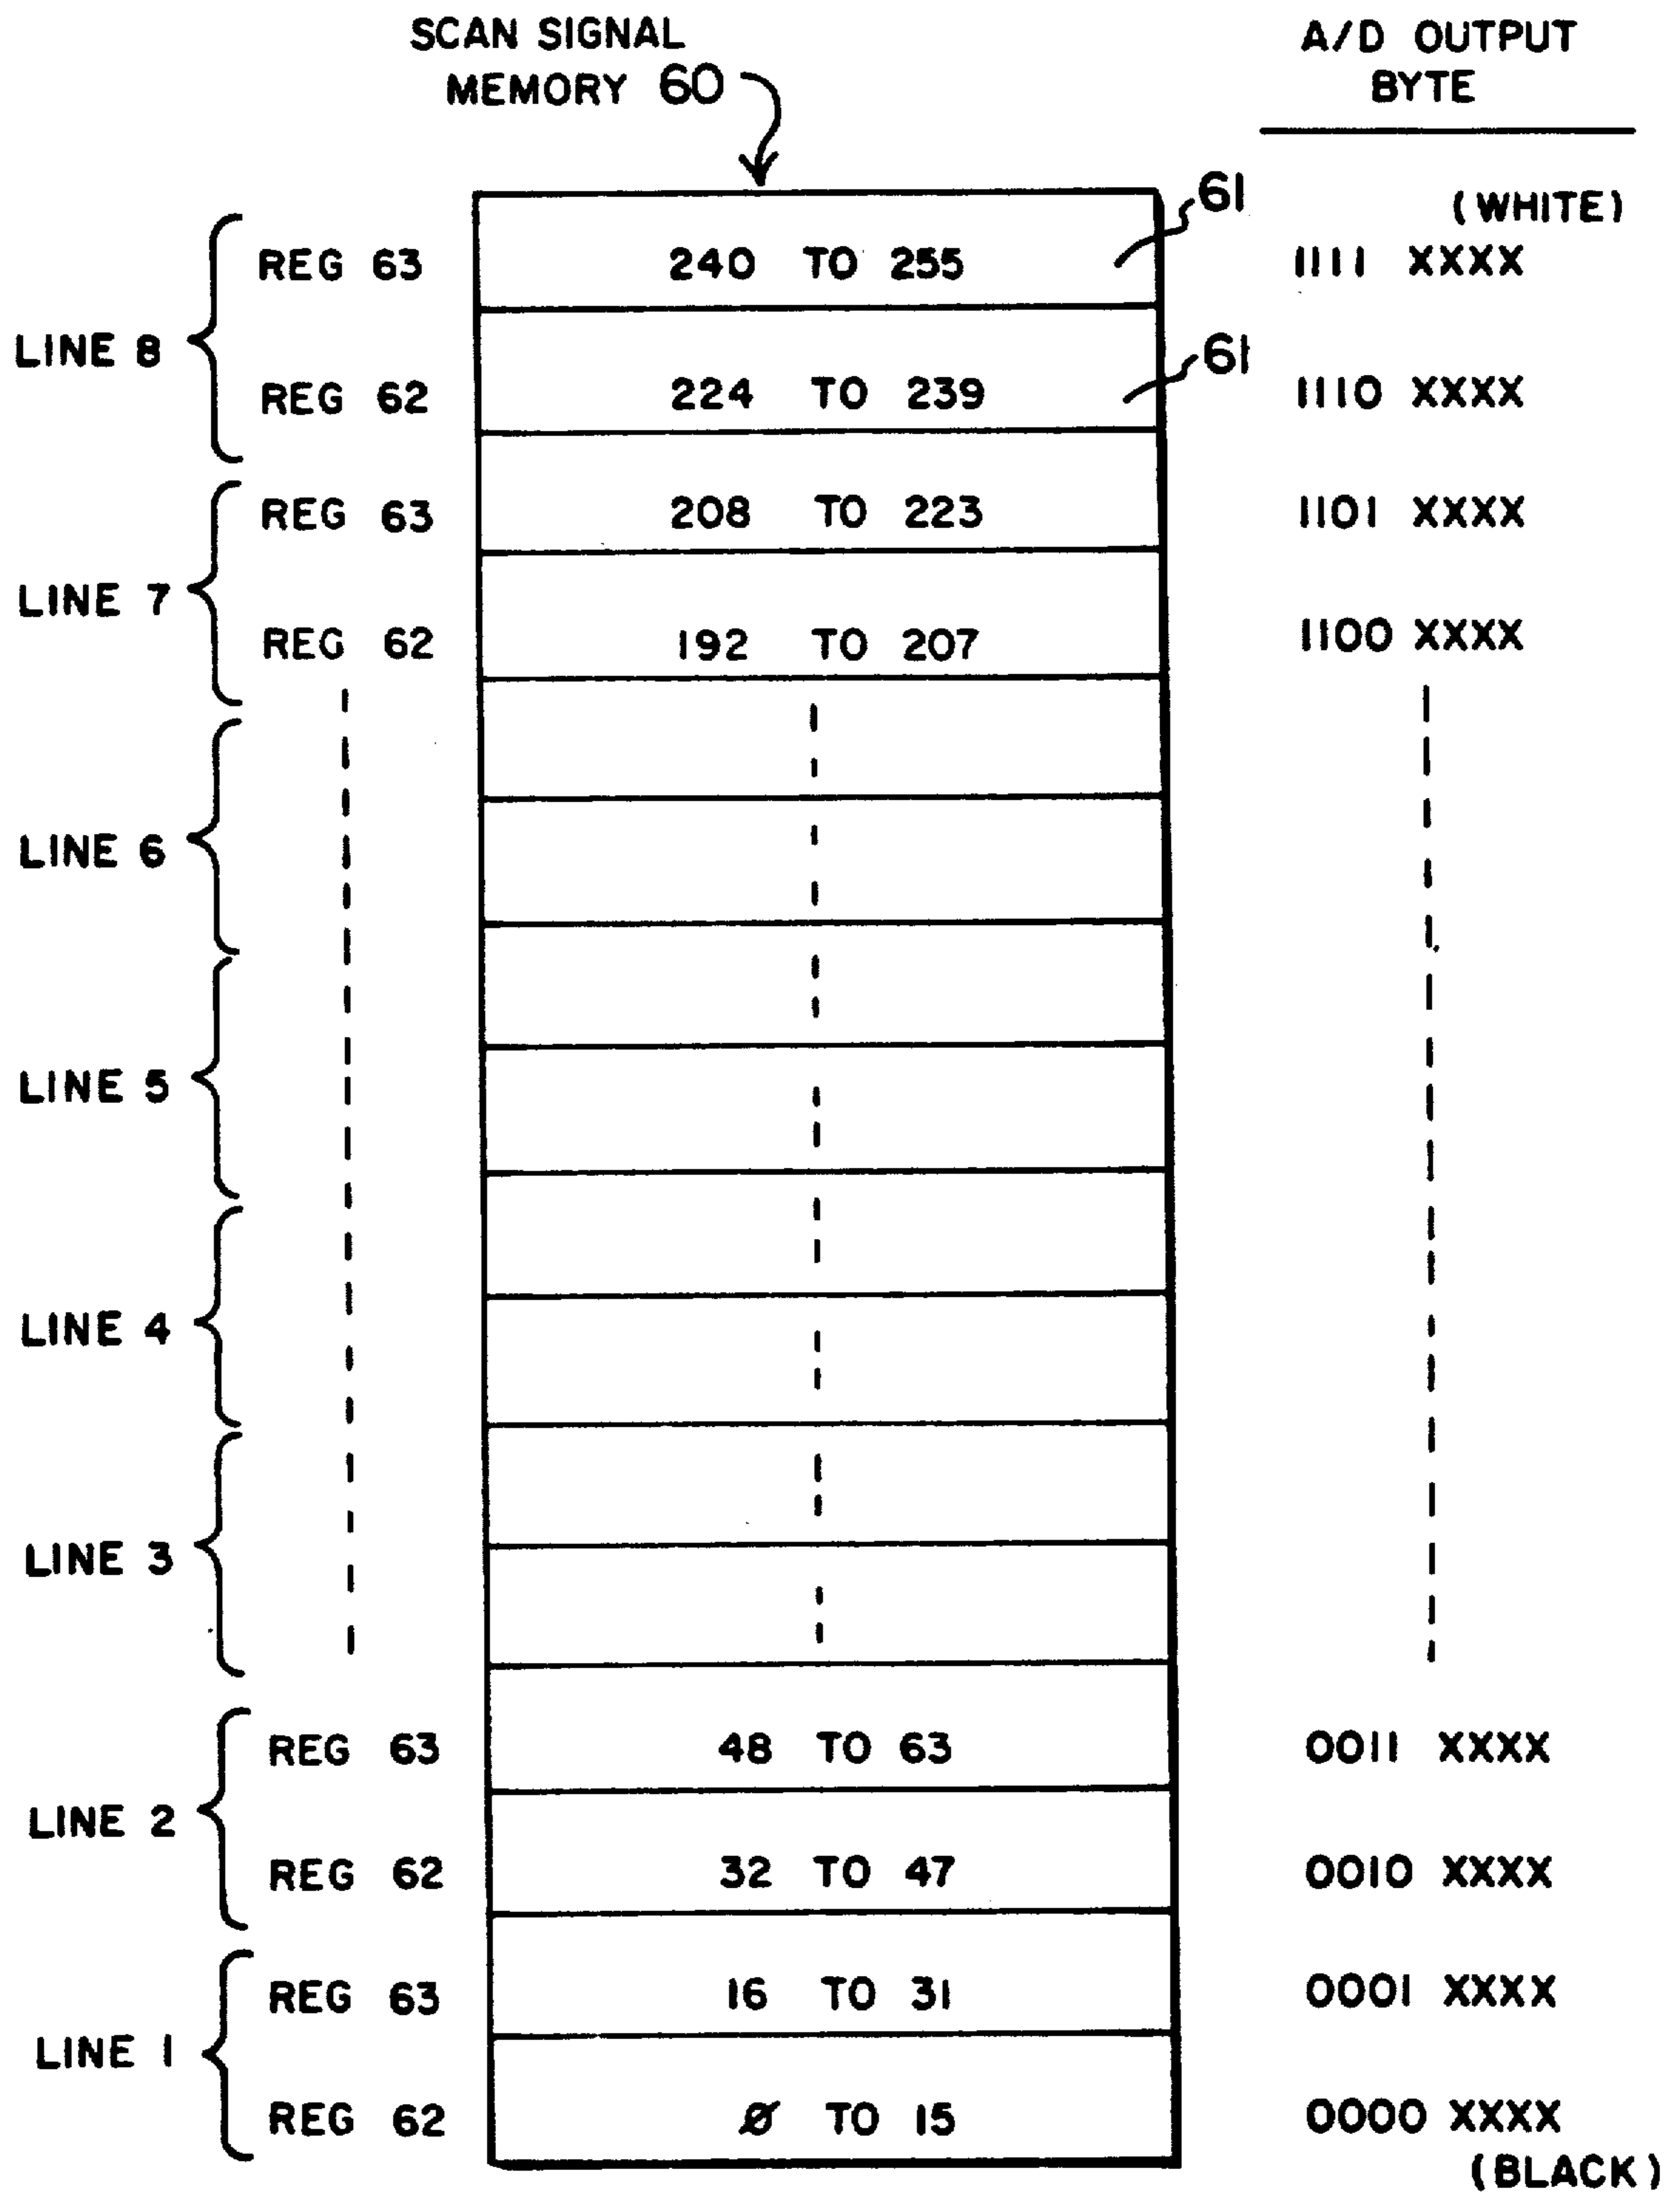 SCAN SIGNAL
MEMORY 60
A/D OUTPUT
BYTE
61
(WHITE)
REG 63 240 TO 255 1111 XXXX
LINE 8
61
REG 62 224 TO 239 1110 XXXX
REG 63 208 TO 223 1101 XXXX
LINE 7
REG 62 192 TO 207 1100 XXXX
LINE 6
LINE 5
LINE 4
LINE 3
REG 63 48 TO 63 0011 XXXX
LINE 2
REG 62 32 TO 47 0010 XXXX
REG 63 16 TO 31 0001 XXXX
LINE 1
REG 62 Ø TO 15 0000 XXXX
(BLACK)